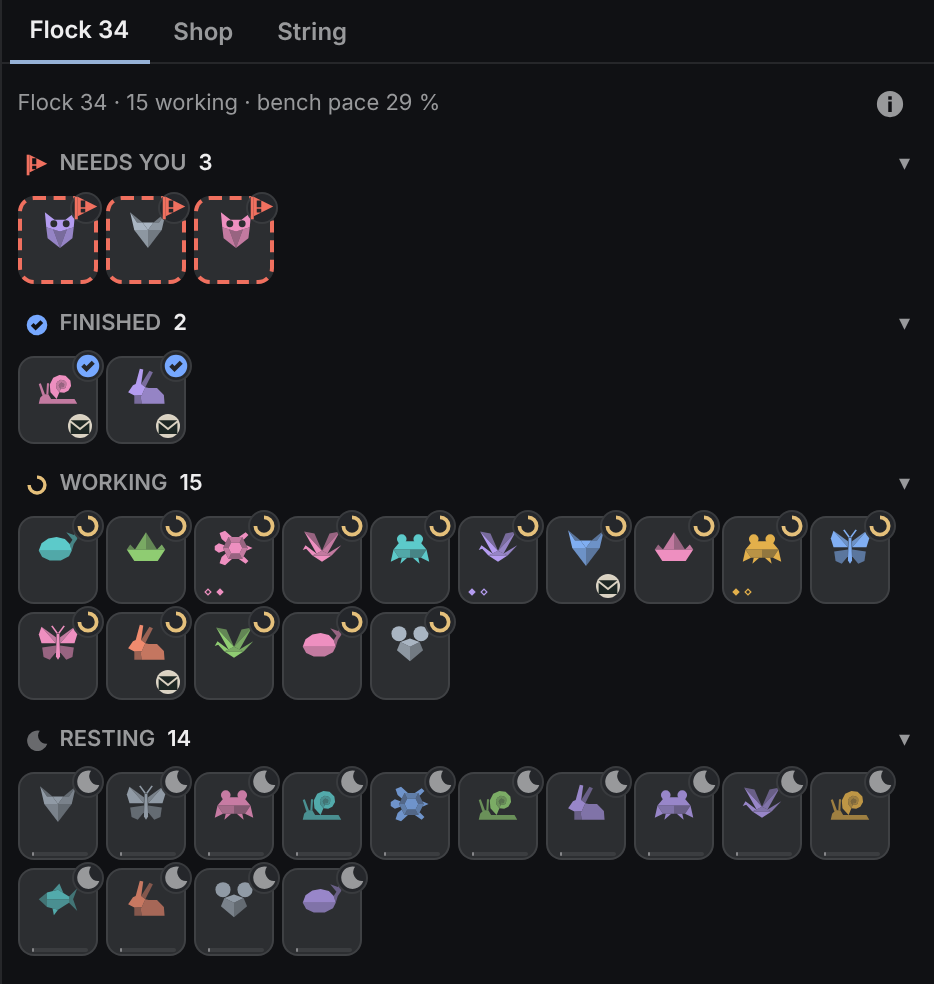 Flock 34 Shop String
Flock 34 · 15 working · bench pace 29 %
NEEDS YOU 3
FINISHED 2
WORKING 15
RESTING 14